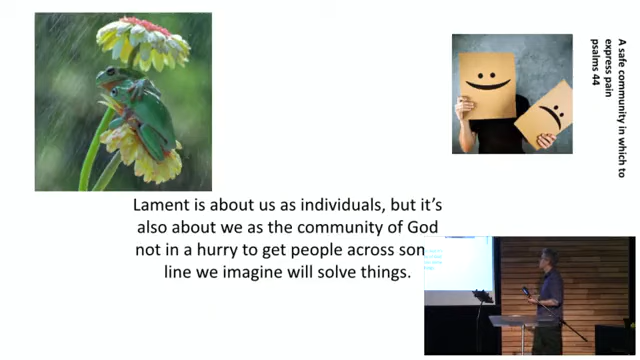 Lament is about us as individuals, but it's
also about we as the community of God
not in a hurry to get people across
line we imagine will solve things.
A safe community in which to
express pain
psalms 44